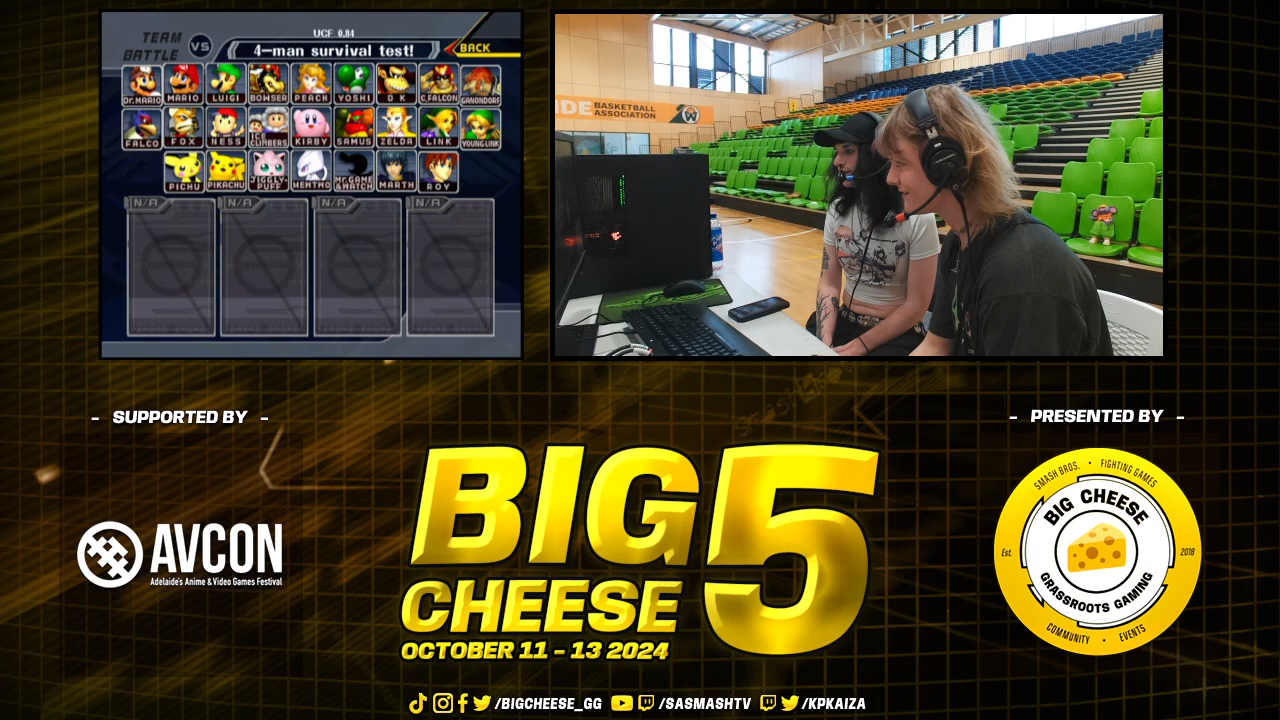 TEAM
BATTLE
VS
UCF 0.84
4-man survival test!
BACK
DR.MARIO MARIO LUIGI BOWSER PEACH YOSHI DK C.FALCON GANONDORF
FALCO FOX NESS ICE CLIMBERS KIRBY SAMUS ZELDA LINK YOUNG LINK
PICHU PIKACHU JIGGLY-PUFF MEWTWO MR.GAME &WATCH MARTH ROY
N/A N/A N/A N/A
IDE BASKETBALL
ASSOCIATION
- SUPPORTED BY -
AVCON
Adelaide's Anime & Video Games Festival
BIG 5
CHEESE
OCTOBER 11 - 13 2024
- PRESENTED BY -
SMASH BROS. • FIGHTING GAMES
BIG CHEESE
Est. 2018
GRASSROOTS GAMING
COMMUNITY • EVENTS
/BIGCHEESE_GG /SASMASHTV /KPKAIZA